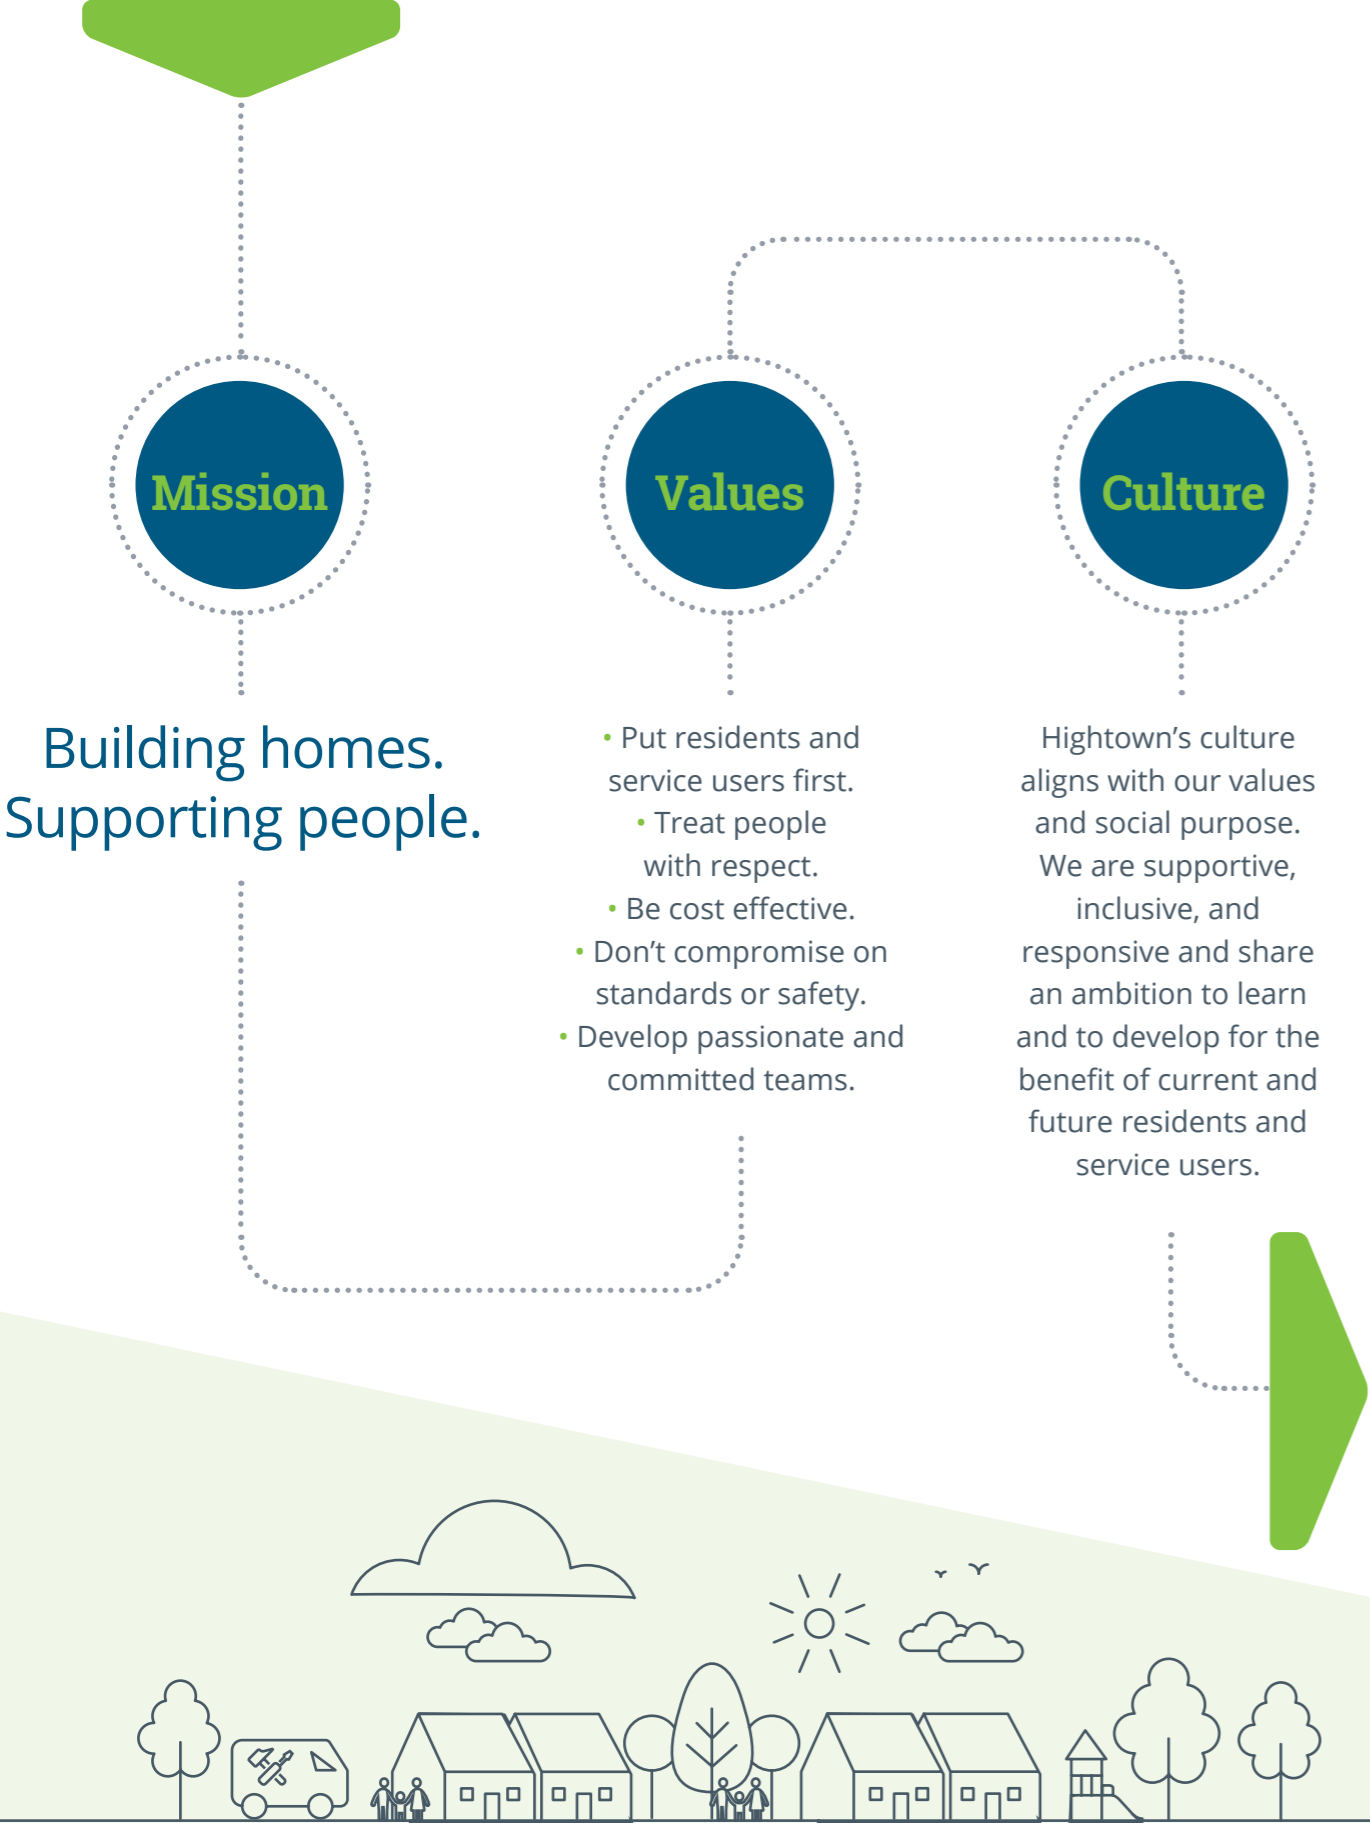 Mission
Building homes.
Supporting people.
Values
• Put residents and
service users first.
• Treat people
with respect.
• Be cost effective.
• Don’t compromise on
standards or safety.
• Develop passionate and
committed teams.
Culture
Hightown’s culture
aligns with our values
and social purpose.
We are supportive,
inclusive, and
responsive and share
an ambition to learn
and to develop for the
benefit of current and
future residents and
service users.